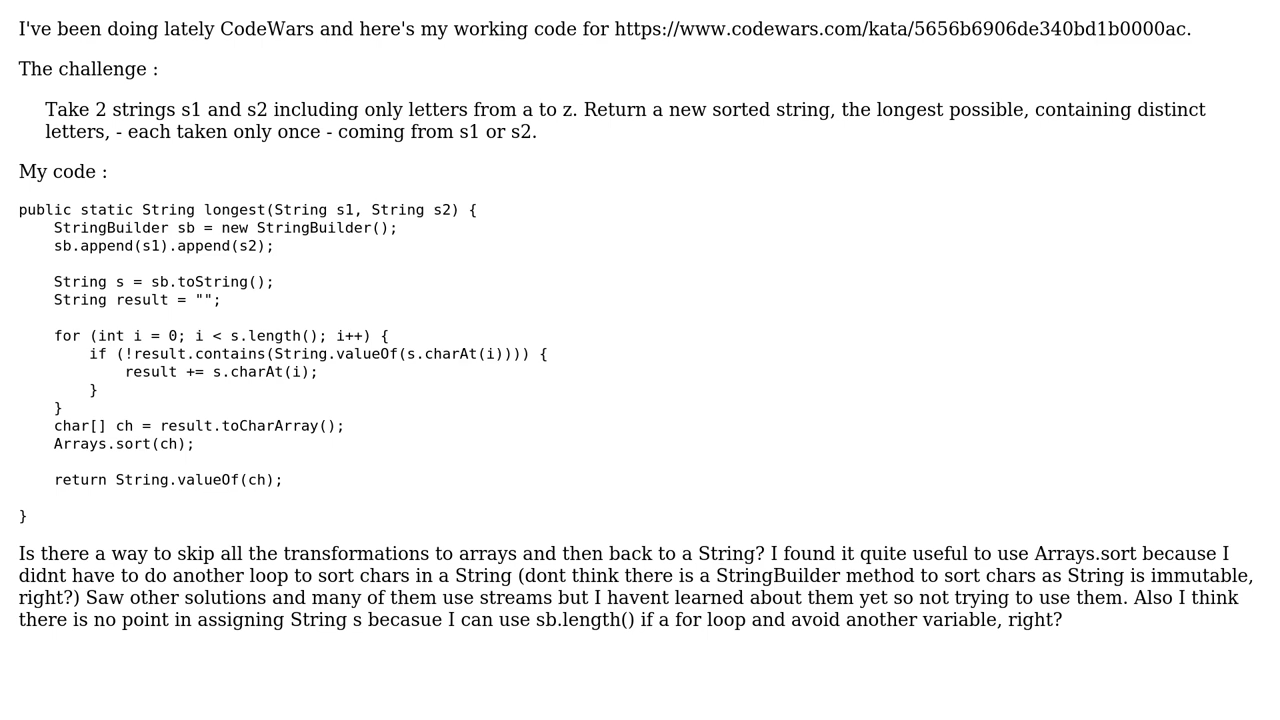 I've been doing lately CodeWars and here's my working code for https://www.codewars.com/kata/5656b6906de340bd1b0000ac.
The challenge :
Take 2 strings s1 and s2 including only letters from a to z. Return a new sorted string, the longest possible, containing distinct
letters, - each taken only once - coming from s1 or s2.
My code :
public static String longest(String s1, String s2) {
    StringBuilder sb = new StringBuilder();
    sb.append(s1).append(s2);

    String s = sb.toString();
    String result = "";

    for (int i = 0; i < s.length(); i++) {
        if (!result.contains(String.valueOf(s.charAt(i)))) {
            result += s.charAt(i);
        }
    }
    char[] ch = result.toCharArray();
    Arrays.sort(ch);

    return String.valueOf(ch);

}
Is there a way to skip all the transformations to arrays and then back to a String? I found it quite useful to use Arrays.sort because I
didnt have to do another loop to sort chars in a String (dont think there is a StringBuilder method to sort chars as String is immutable,
right?) Saw other solutions and many of them use streams but I havent learned about them yet so not trying to use them. Also I think
there is no point in assigning String s becasue I can use sb.length() if a for loop and avoid another variable, right?